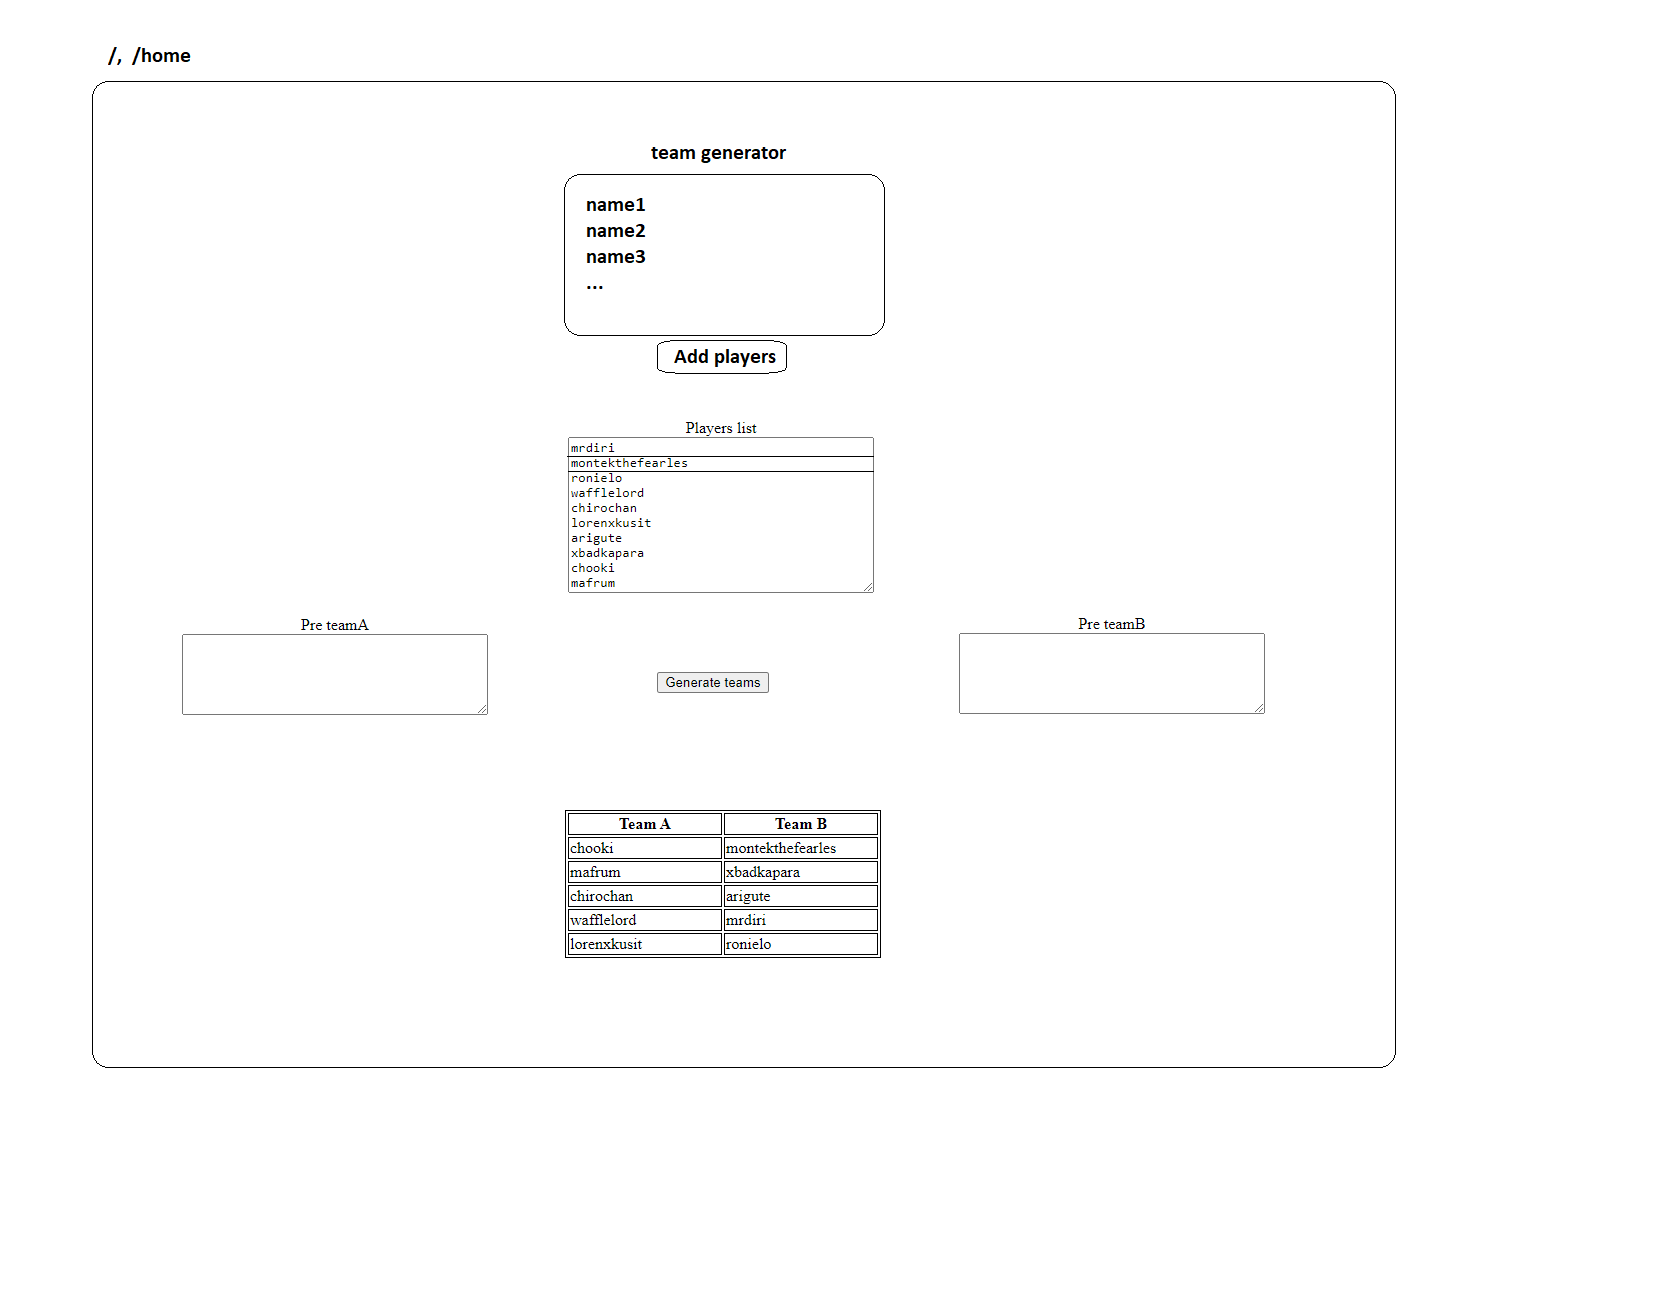 /, /home
team generator
name1
name2
name3
...
Add players
Players list
mrdiri
montekthefearles
ronielo
wafflelord
chirochan
lorenxkusit
arigute
xbadkapara
chooki
mafrum
Pre teamA
Pre teamB
Generate teams
Team A Team B
chooki montekthefearles
mafrum xbadkapara
chirochan arigute
wafflelord mrdiri
lorenxkusit ronielo